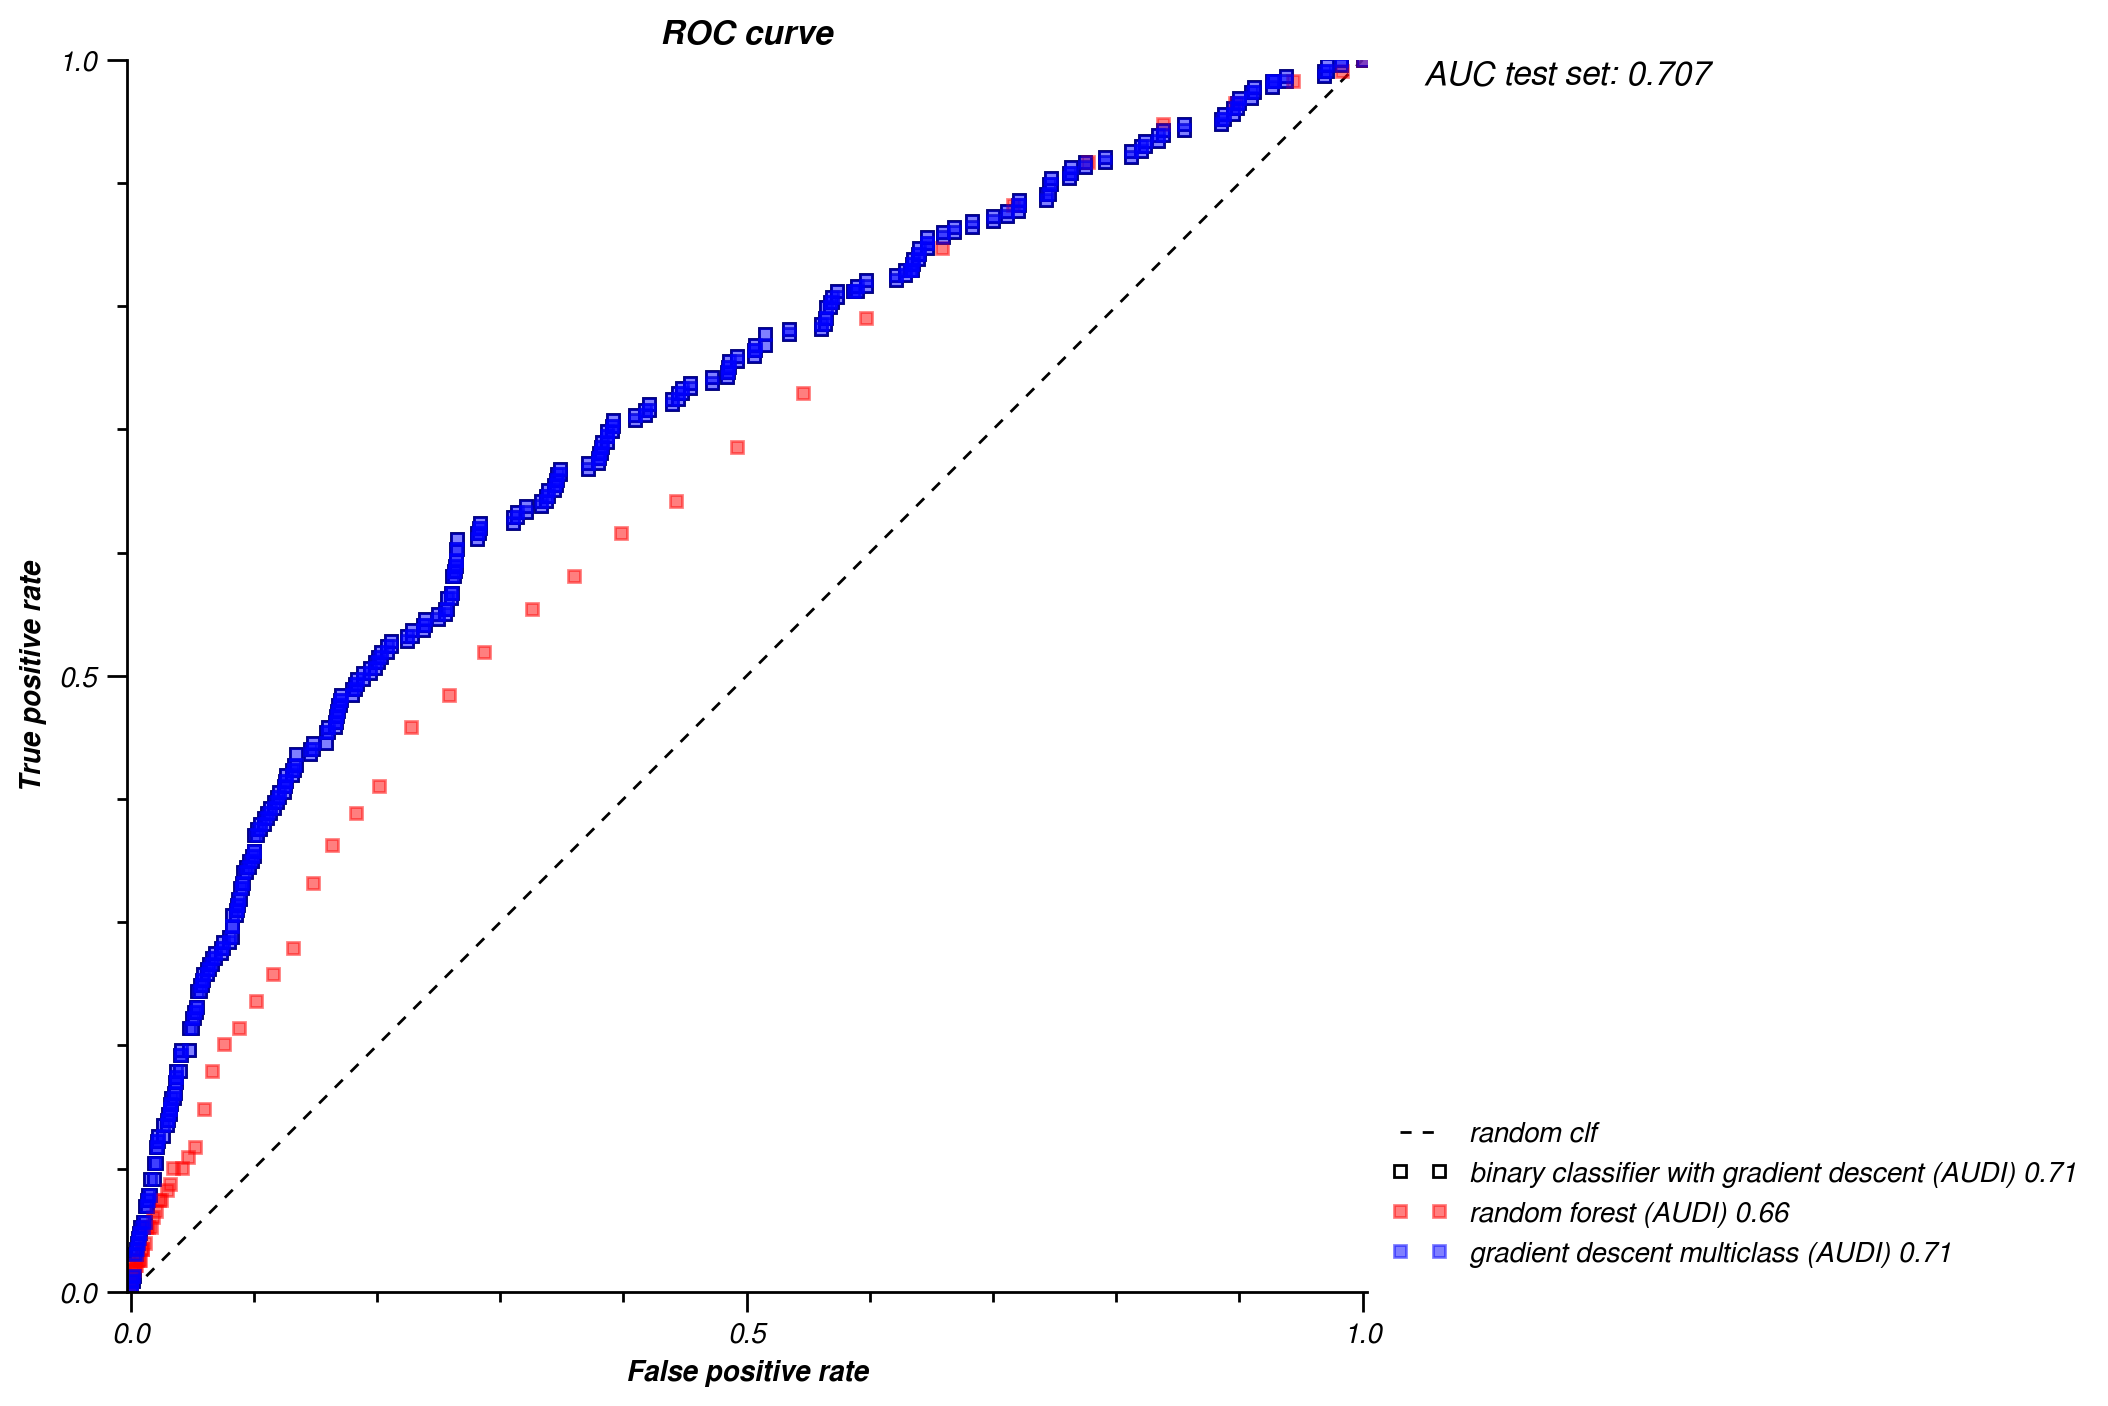 ROC curve
AUC test set: 0.707
1.0
0.5
0.0
True positive rate
0.0
0.5
1.0
False positive rate
random clf
binary classifier with gradient descent (AUDI) 0.71
random forest (AUDI) 0.66
gradient descent multiclass (AUDI) 0.71